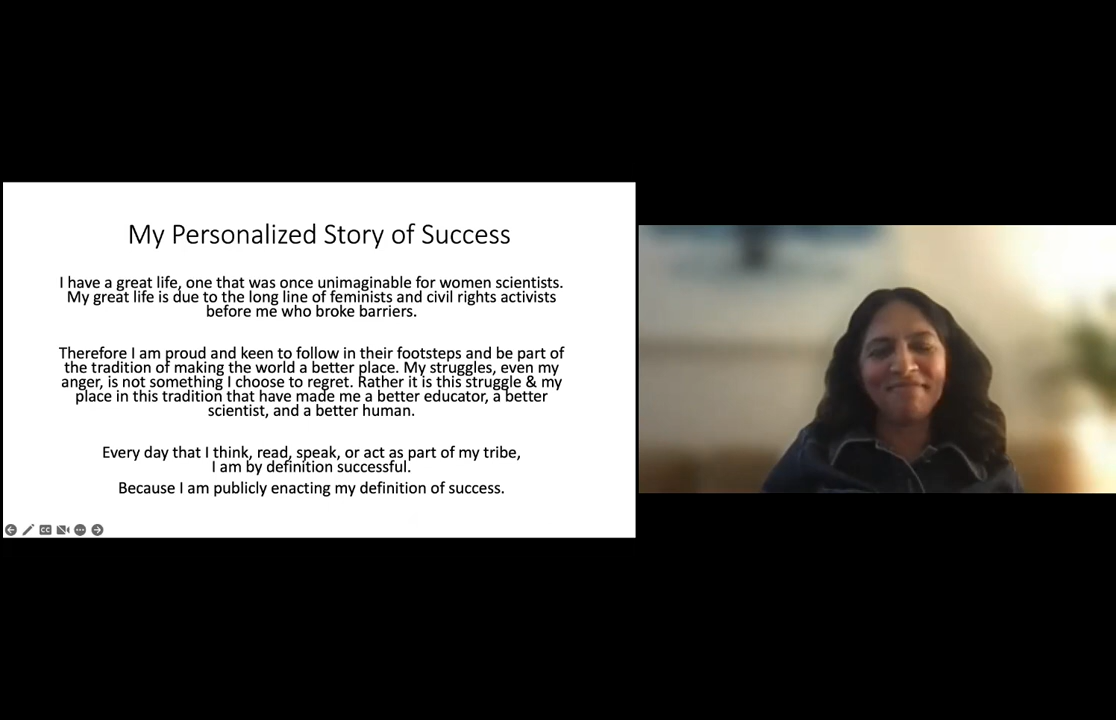 My Personalized Story of Success
I have a great life, one that was once unimaginable for women scientists.
My great life is due to the long line of feminists and civil rights activists
before me who broke barriers.
Therefore I am proud and keen to follow in their footsteps and be part of
the tradition of making the world a better place. My struggles, even my
anger, is not something I choose to regret. Rather it is this struggle & my
place in this tradition that have made me a better educator, a better
scientist, and a better human.
Every day that I think, read, speak, or act as part of my tribe,
I am by definition successful.
Because I am publicly enacting my definition of success.
CC